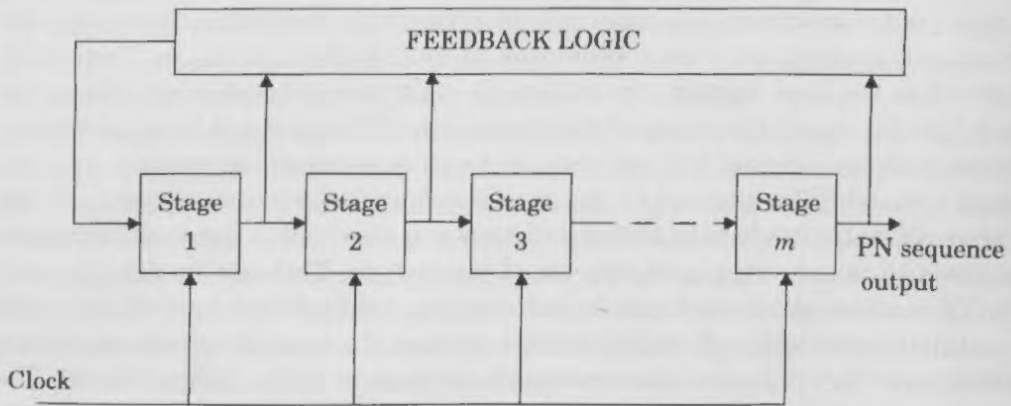 FEEDBACK LOGIC
Stage
1
Stage
2
Stage
3
Stage
m
PN sequence
output
Clock